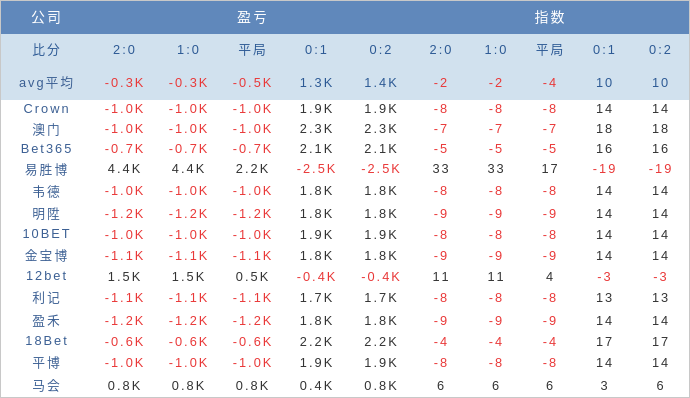 公司 盈亏 指数
比分 2:0 1:0 平局 0:1 0:2 2:0 1:0 平局 0:1 0:2
avg平均 -0.3K -0.3K -0.5K 1.3K 1.4K -2 -2 -4 10 10
Crown -1.0K -1.0K -1.0K 1.9K 1.9K -8 -8 -8 14 14
澳门 -1.0K -1.0K -1.0K 2.3K 2.3K -7 -7 -7 18 18
Bet365 -0.7K -0.7K -0.7K 2.1K 2.1K -5 -5 -5 16 16
易胜博 4.4K 4.4K 2.2K -2.5K -2.5K 33 33 17 -19 -19
韦德 -1.0K -1.0K -1.0K 1.8K 1.8K -8 -8 -8 14 14
明陞 -1.2K -1.2K -1.2K 1.8K 1.8K -9 -9 -9 14 14
10BET -1.0K -1.0K -1.0K 1.9K 1.9K -8 -8 -8 14 14
金宝博 -1.1K -1.1K -1.1K 1.8K 1.8K -9 -9 -9 14 14
12bet 1.5K 1.5K 0.5K -0.4K -0.4K 11 11 4 -3 -3
利记 -1.1K -1.1K -1.1K 1.7K 1.7K -8 -8 -8 13 13
盈禾 -1.2K -1.2K -1.2K 1.8K 1.8K -9 -9 -9 14 14
18Bet -0.6K -0.6K -0.6K 2.2K 2.2K -4 -4 -4 17 17
平博 -1.0K -1.0K -1.0K 1.9K 1.9K -8 -8 -8 14 14
马会 0.8K 0.8K 0.8K 0.4K 0.8K 6 6 6 3 6